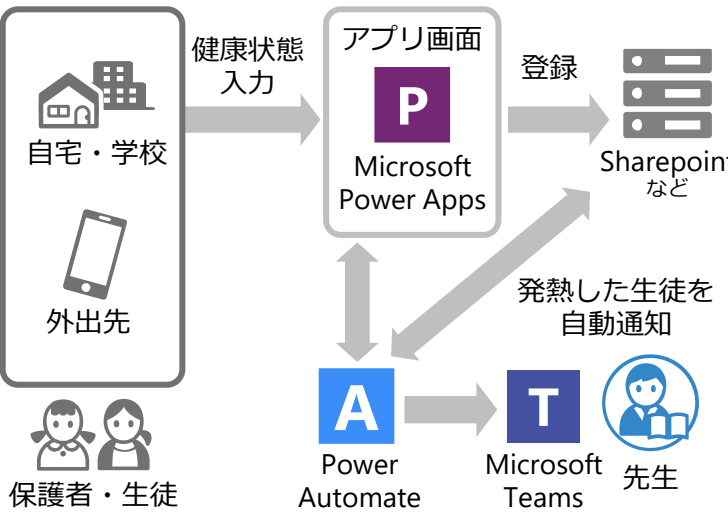 健康状態
入力
アプリ画面
P
Microsoft
Power Apps
登録
Sharepoint
など
自宅・学校
外出先
発熱した生徒を
自動通知
A
Power
Automate
T
Microsoft
Teams
先生
保護者・生徒